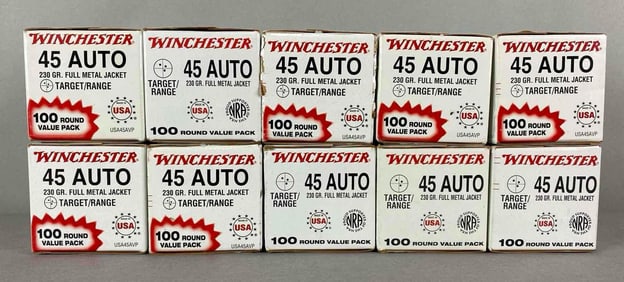 WINCHESTER
45 AUTO
230 GR. FULL METAL JACKET
TARGET/RANGE
100 ROUND
VALUE PACK
USA
USA45AVP
WINCHESTER
45 AUTO
230 GR. FULL METAL JACKET
TARGET/
RANGE
USA
NRA
100 ROUND VALUE PACK
WINCHESTER
45 AUTO
230 GR. FULL METAL JACKET
TARGET/RANGE
100 ROUND
VALUE PACK
USA
USA45AVP
WINCHESTER
45 AUTO
230 GR. FULL METAL JACKET
TARGET/RANGE
100 ROUND
VALUE PACK
USA
USA45AVP
WINCHESTER
45 AUTO
230 GR. FULL METAL JACKET
TARGET/RANGE
100 ROUND
VALUE PACK
USA
USA45AVP
WINCHESTER
45 AUTO
230 GR. FULL METAL JACKET
TARGET/RANGE
100 ROUND
VALUE PACK
USA
USA45AVP
WINCHESTER
45 AUTO
230 GR. FULL METAL JACKET
TARGET/RANGE
100 ROUND
VALUE PACK
USA
USA45AVP
WINCHESTER
45 AUTO
230 GR. FULL METAL JACKET
TARGET/
RANGE
USA
NRA
100 ROUND VALUE PACK
WINCHESTER
45 AUTO
230 GR. FULL METAL JACKET
TARGET/
RANGE
USA
NRA
100 ROUND VALUE PACK
WINCHESTER
45 AUTO
230 GR. FULL METAL JACKET
TARGET/
RANGE
USA
NRA
100 ROUND VALUE PACK